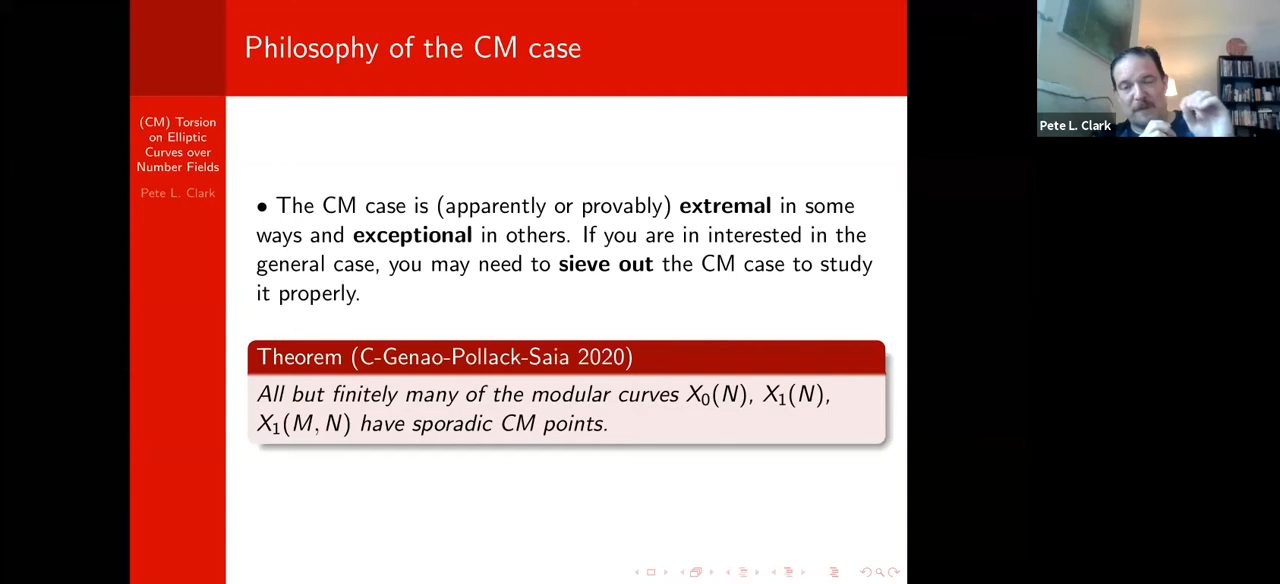 Philosophy of the CM case
(CM) Torsion
on Elliptic
Curves over
Number Fields
Pete L. Clark
• The CM case is (apparently or provably) extremal in some
ways and exceptional in others. If you are in interested in the
general case, you may need to sieve out the CM case to study
it properly.
Theorem (C-Genao-Pollack-Saia 2020)
All but finitely many of the modular curves X₀(N), X₁(N),
X₁(M, N) have sporadic CM points.
Pete L. Clark